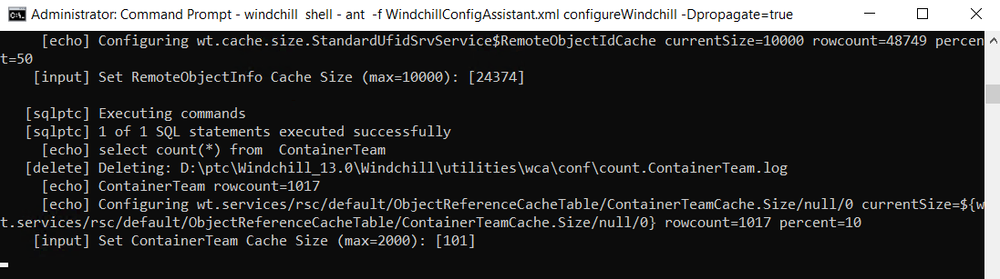 Administrator: Command Prompt - windchill  shell - ant  -f WindchillConfigAssistant.xml configureWindchill -Dpropagate=true
[echo] Configuring wt.cache.size.StandardUfidSrvService$RemoteObjectIdCache currentSize=10000 rowcount=48749 percen
t=50
[input] Set RemoteObjectInfo Cache Size (max=10000): [24374]
[sqlptc] Executing commands
[sqlptc] 1 of 1 SQL statements executed successfully
[echo] select count(*) from  ContainerTeam
[delete] Deleting: D:\ptc\Windchill_13.0\Windchill\utilities\wca\conf\count.ContainerTeam.log
[echo] ContainerTeam rowcount=1017
[echo] Configuring wt.services/rsc/default/ObjectReferenceCacheTable/ContainerTeamCache.Size/null/0 currentSize=${w
t.services/rsc/default/ObjectReferenceCacheTable/ContainerTeamCache.Size/null/0} rowcount=1017 percent=10
[input] Set ContainerTeam Cache Size (max=2000): [101]